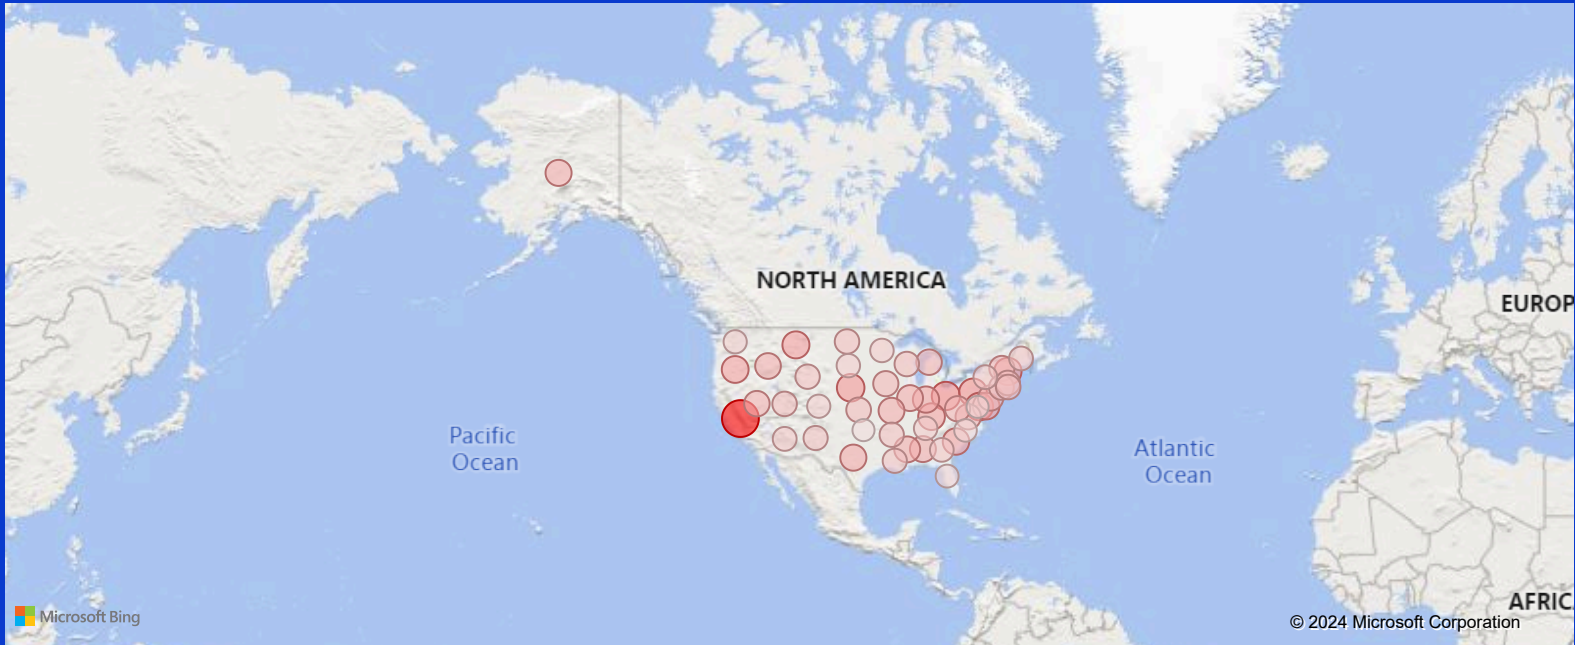 NORTH AMERICA
EUROP
Pacific
Ocean
Atlantic
Ocean
AFRIC
Microsoft Bing
© 2024 Microsoft Corporation